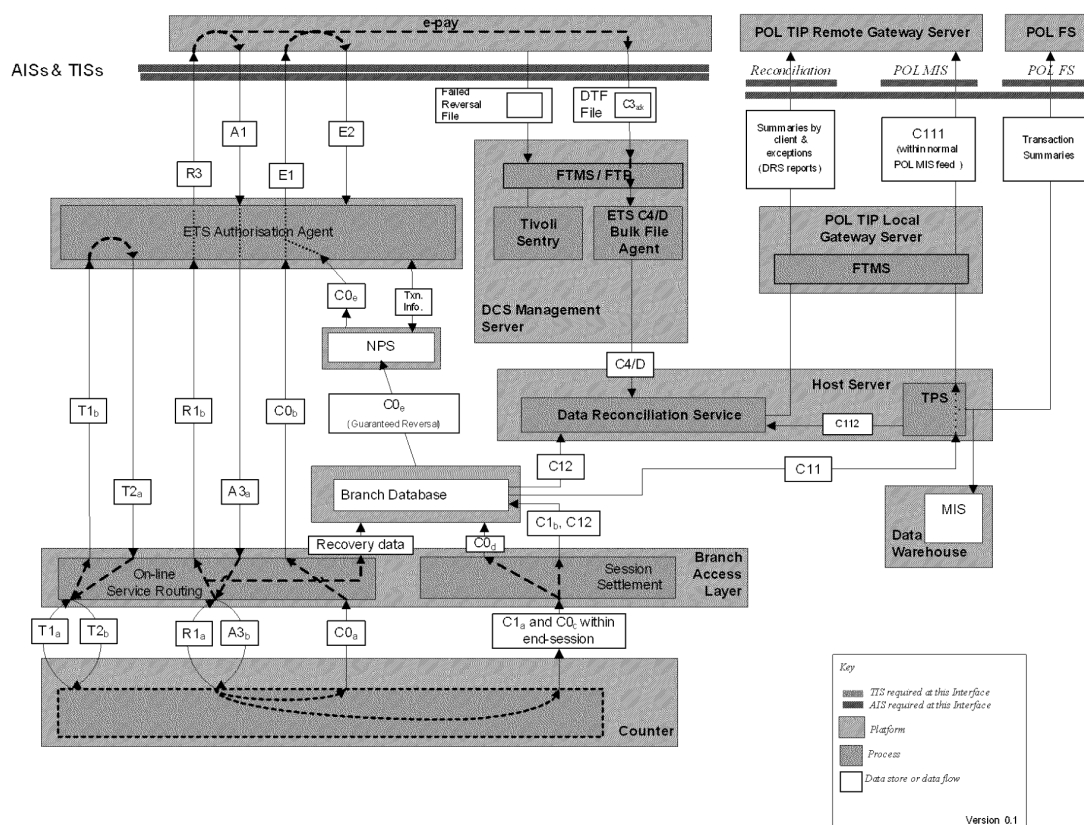 e-pay
POL TIP Remote Gateway Server
POL FS
AISs & TISs
Reconciliation
POL MIS
POL FS
Failed
Reversal
File
DTF
File
C3
A1
E2
R3
E1
Summaries by
client &
exceptions
(DRS reports)
C111
(within normal
POL MIS feed)
Transaction
Summaries
FTMS / FTP
ETS Authorisation Agent
Tivoli
Sentry
ETS C4/D
Bulk File
Agent
POL TIP Local
Gateway Server
FTMS
C0e
Txn.
Info.
DCS Management
Server
NPS
C4/D
Host Server
TPS
T1b
R1b
C0b
C0e
(Guaranteed Reversal)
Data Reconciliation Service
C112
C12
C11
T2a
A3a
Branch Database
C1b, C12
MIS
Data
Warehouse
Recovery data
C0d
On-line
Service Routing
Session
Settlement
Branch
Access
Layer
T1a
T2b
R1a
A3b
C0a
C1a and C0c within
end-session
Counter
Key
TIS required at this Interface
AIS required at this Interface
Platform
Process
Data store or data flow
Version 0.1